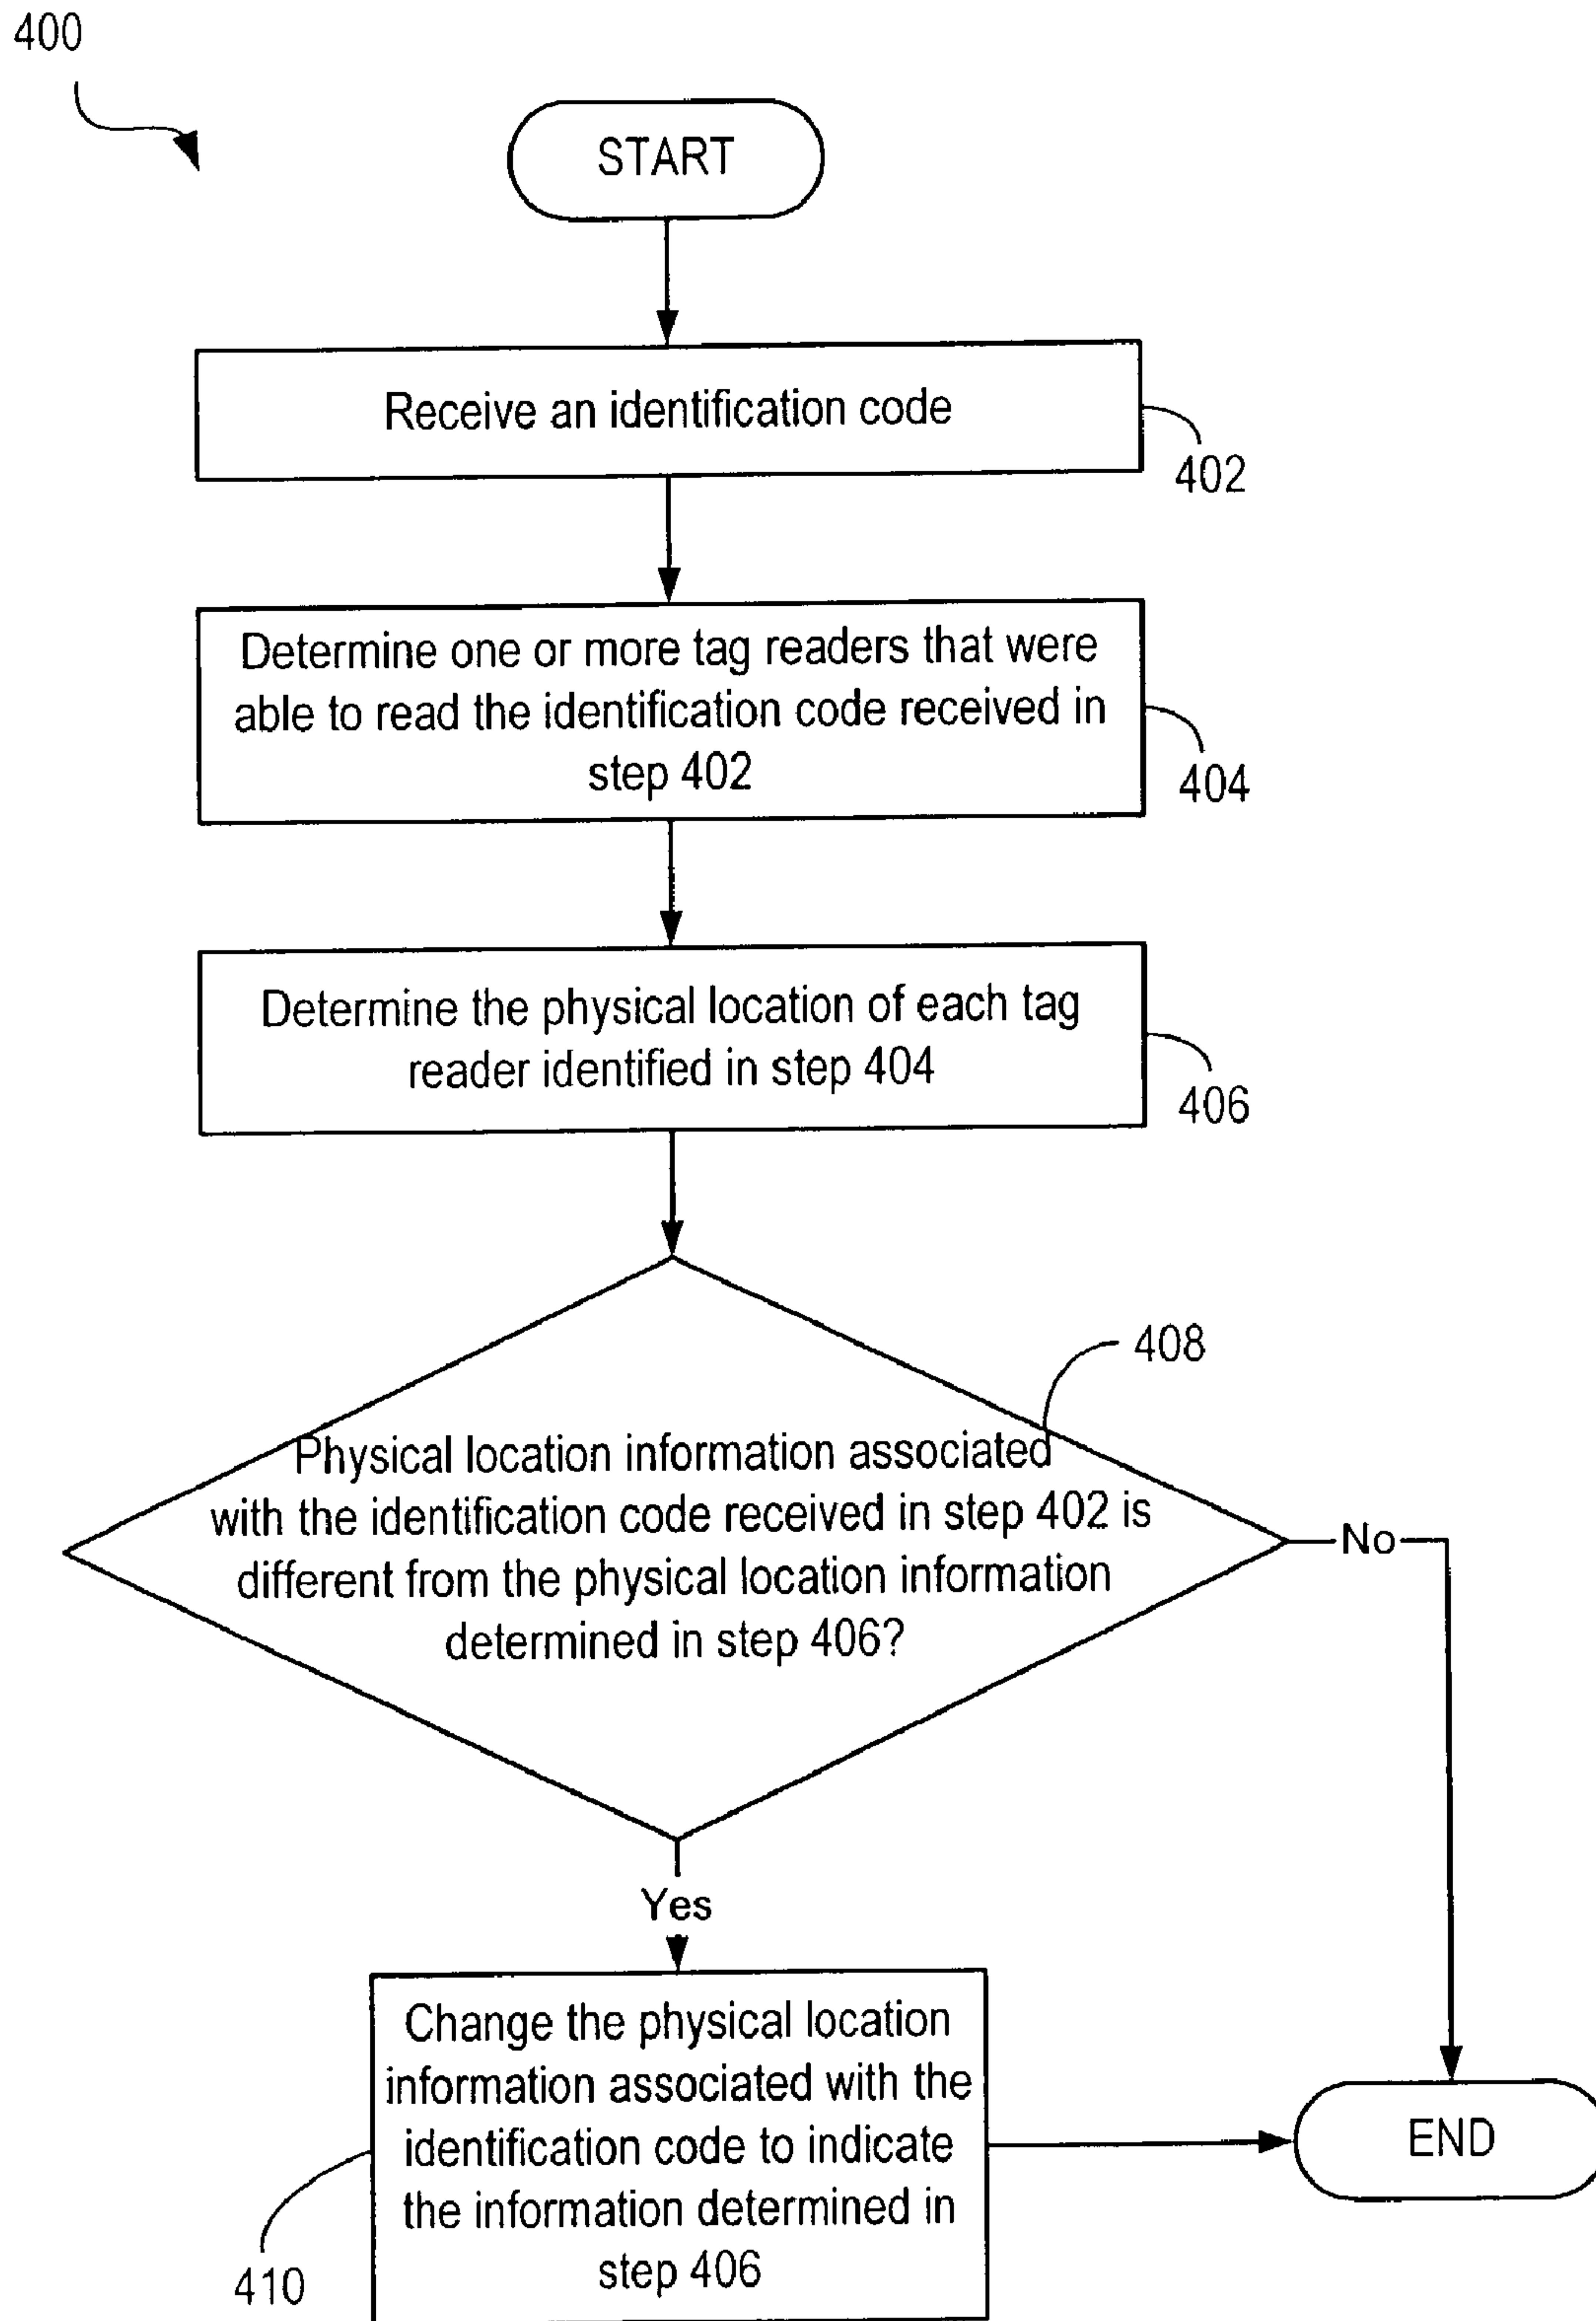 400
START
Receive an identification code
402
Determine one or more tag readers that were
able to read the identification code received in
step 402
404
Determine the physical location of each tag
reader identified in step 404
406
408
Physical location information associated
with the identification code received in step 402 is
different from the physical location information
determined in step 406?
No
Yes
Change the physical location
information associated with the
identification code to indicate
the information determined in
step 406
410
END